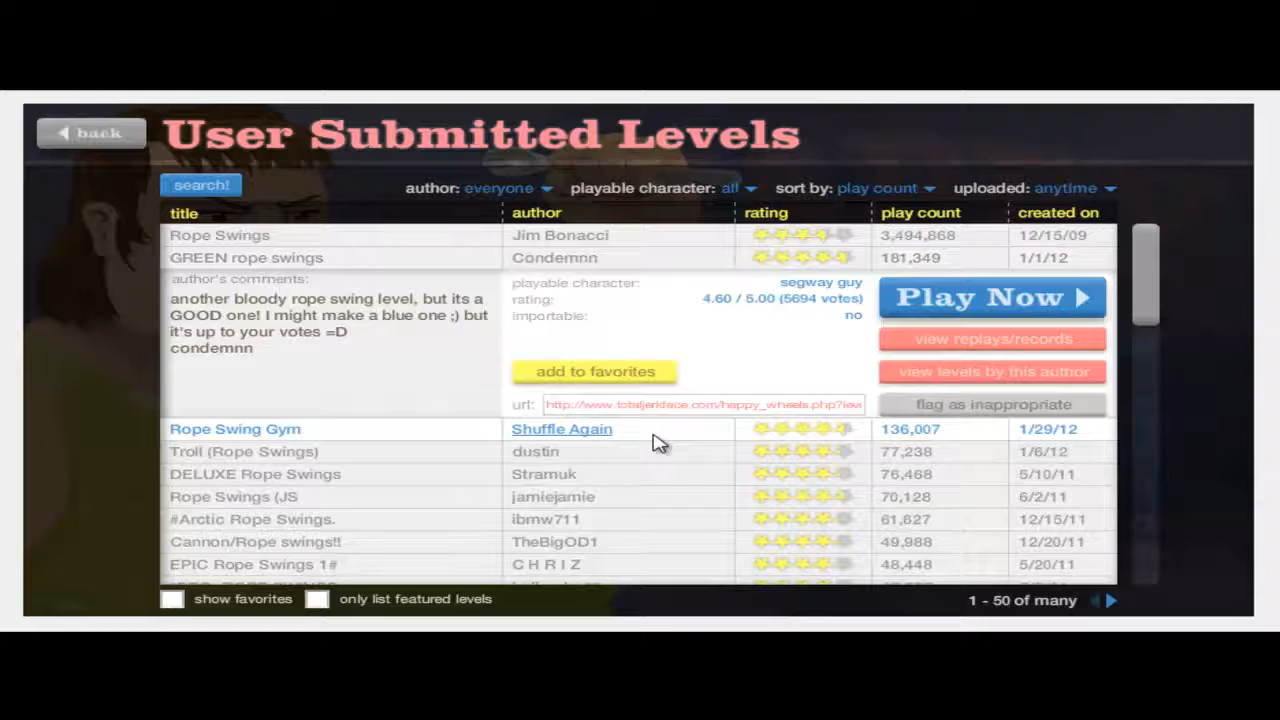 back
User Submitted Levels
search!
author: everyone playable character: all sort by: play count uploaded: anytime
title author rating play count created on
Rope Swings Jim Bonacci 3,494,868 12/15/09
GREEN rope swings Condemnn 181,349 1/1/12
author's comments:
another bloody rope swing level, but its a
GOOD one! I might make a blue one ;) but
it's up to your votes =D
condemnn
playable character: segway guy
rating: 4.60 / 5.00 (5694 votes)
importable: no
add to favorites
url: http://www.totaljerkface.com/happy_wheels.php?lev
Play Now
view replays/records
view levels by this author
flag as inappropriate
Rope Swing Gym Shuffle Again 136,007 1/29/12
Troll (Rope Swings) dustin 77,238 1/6/12
DELUXE Rope Swings Stramuk 76,468 5/10/11
Rope Swings (JS jamiejamie 70,128 6/2/11
#Arctic Rope Swings. ibmw711 61,627 12/15/11
Cannon/Rope swings!! TheBigOD1 49,988 12/20/11
EPIC Rope Swings 1# C H R I Z 48,448 5/20/11
show favorites only list featured levels 1 - 50 of many